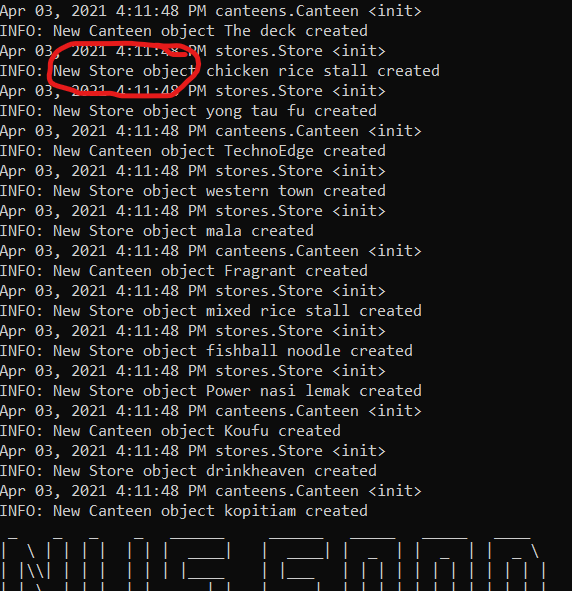 Apr 03, 2021 4:11:48 PM canteens.Canteen <init>
INFO: New Canteen object The deck created
Apr 03, 2021 4:11:48 PM stores.Store <init>
INFO: New Store object chicken rice stall created
Apr 03, 2021 4:11:48 PM stores.Store <init>
INFO: New Store object yong tau fu created
Apr 03, 2021 4:11:48 PM canteens.Canteen <init>
INFO: New Canteen object TechnoEdge created
Apr 03, 2021 4:11:48 PM stores.Store <init>
INFO: New Store object western town created
Apr 03, 2021 4:11:48 PM stores.Store <init>
INFO: New Store object mala created
Apr 03, 2021 4:11:48 PM canteens.Canteen <init>
INFO: New Canteen object Fragrant created
Apr 03, 2021 4:11:48 PM stores.Store <init>
INFO: New Store object mixed rice stall created
Apr 03, 2021 4:11:48 PM stores.Store <init>
INFO: New Store object fishball noodle created
Apr 03, 2021 4:11:48 PM stores.Store <init>
INFO: New Store object Power nasi lemak created
Apr 03, 2021 4:11:48 PM canteens.Canteen <init>
INFO: New Canteen object Koufu created
Apr 03, 2021 4:11:48 PM stores.Store <init>
INFO: New Store object drinkheaven created
Apr 03, 2021 4:11:48 PM canteens.Canteen <init>
INFO: New Canteen object kopitiam created